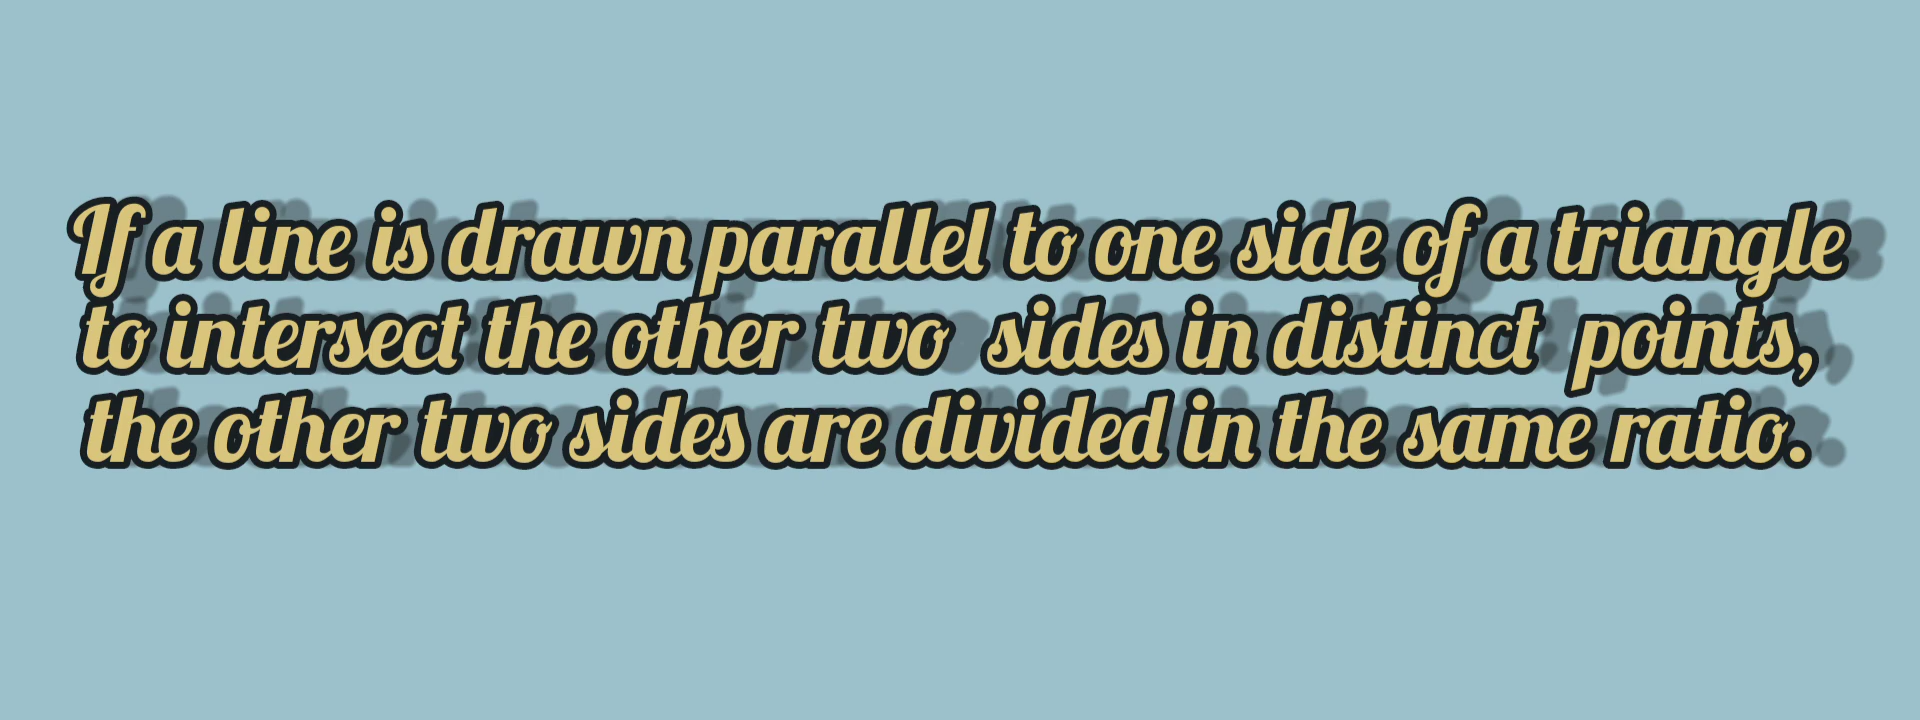 If a line is drawn parallel to one side of a triangle
to intersect the other two sides in distinct points,
the other two sides are divided in the same ratio.